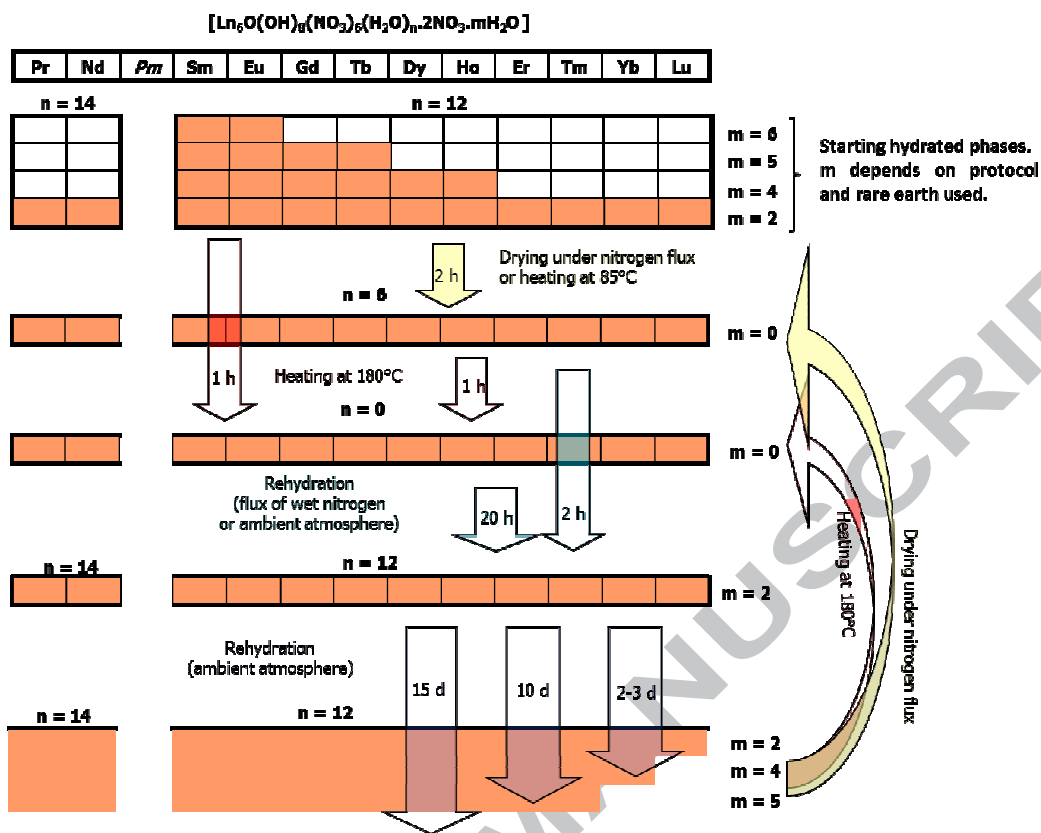 [Ln₆O(OH)₈(NO₃)₆(H₂O)ₙ.2NO₃.mH₂O]
Pr Nd Pm Sm Eu Gd Tb Dy Ho Er Tm Yb Lu
n = 14
n = 12
m = 6
m = 5
m = 4
m = 2
Starting hydrated phases.
m depends on protocol
and rare earth used.
2 h
Drying under nitrogen flux
or heating at 85°C
n = 6
m = 0
1 h
Heating at 180°C
1 h
n = 0
m = 0
Rehydration
(flux of wet nitrogen
or ambient atmosphere)
20 h
2 h
n = 14
n = 12
m = 2
Rehydration
(ambient atmosphere)
15 d
10 d
2-3 d
n = 14
n = 12
m = 2
m = 4
m = 5
Heating at 180°C
Drying under nitrogen flux
MANUSCRIP